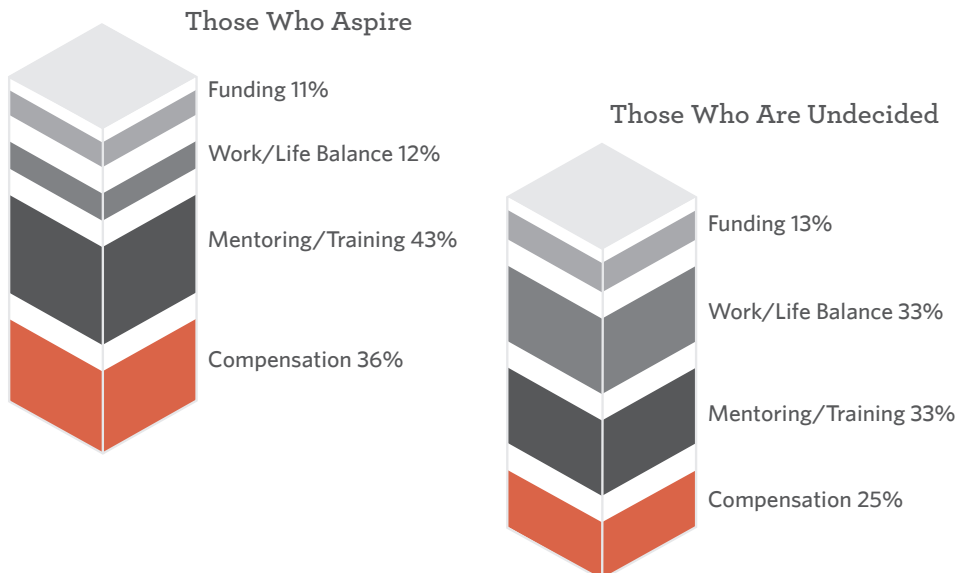 Those Who Aspire
Funding 11%
Work/Life Balance 12%
Mentoring/Training 43%
Compensation 36%
Those Who Are Undecided
Funding 13%
Work/Life Balance 33%
Mentoring/Training 33%
Compensation 25%